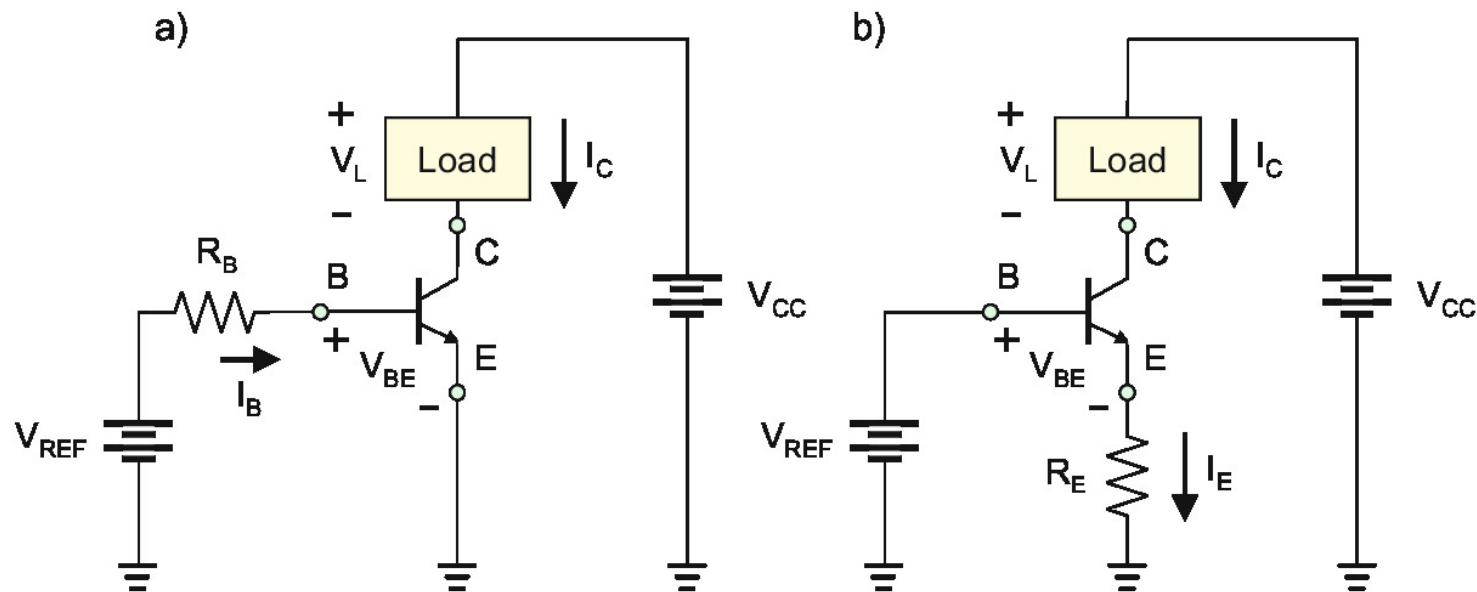 a)
+
V_L
Load
I_C
−
C
R_B
B
+
V_BE
E
−
I_B
V_REF
V_CC
b)
+
V_L
Load
I_C
−
C
B
+
V_BE
E
−
V_REF
R_E
I_E
V_CC